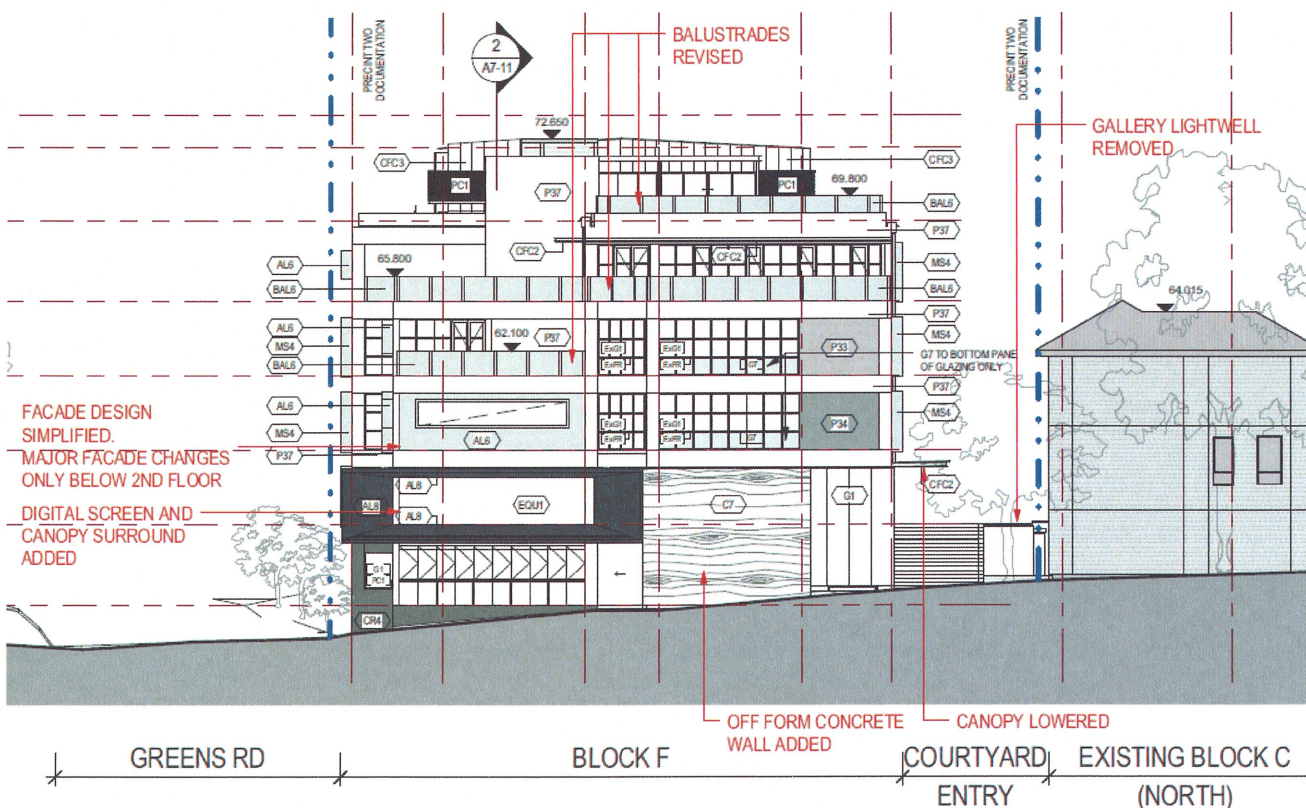 PRECINT TWO
DOCUMENTATION
2
A7-11
BALUSTRADES
REVISED
PRECINT TWO
DOCUMENTATION
GALLERY LIGHTWELL
REMOVED
72.650
CFC3
CFC3
PC1
P37
PC1
69.800
BAL6
P37
CFC2
CFC2
AL6
65.800
MS4
BAL6
BAL6
64.015
P37
AL6
62.100
P37
MS4
MS4
ExG1
ExG1
P33
ExFR
ExFR
G7
BAL6
G7 TO BOTTOM PANE
OF GLAZING ONLY
P37
AL6
FACADE DESIGN
SIMPLIFIED.
MAJOR FACADE CHANGES
ONLY BELOW 2ND FLOOR
MS4
AL6
ExG1
ExG1
P34
MS4
ExFR
ExFR
G7
P37
CFC2
AL8
AL8
EQU1
C7
G1
AL8
DIGITAL SCREEN AND
CANOPY SURROUND
ADDED
G1
PC1
CR4
OFF FORM CONCRETE
WALL ADDED
CANOPY LOWERED
GREENS RD
BLOCK F
COURTYARD
ENTRY
EXISTING BLOCK C
(NORTH)